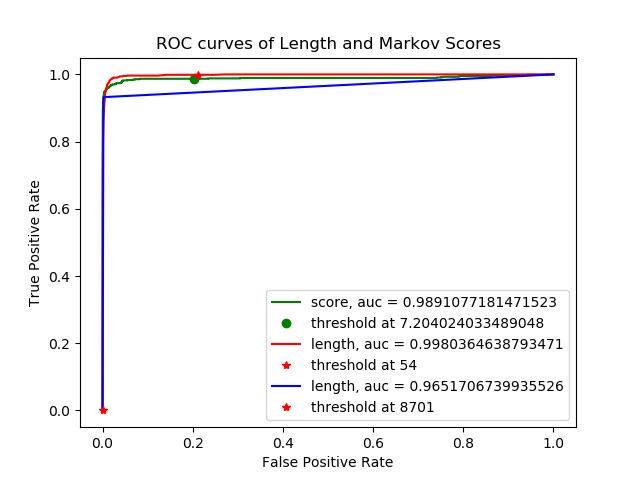 ROC curves of Length and Markov Scores
1.0
0.8
0.6
0.4
0.2
0.0
True Positive Rate
score, auc = 0.9891077181471523
threshold at 7.204024033489048
length, auc = 0.9980364638793471
threshold at 54
length, auc = 0.9651706739935526
threshold at 8701
0.0 0.2 0.4 0.6 0.8 1.0
False Positive Rate